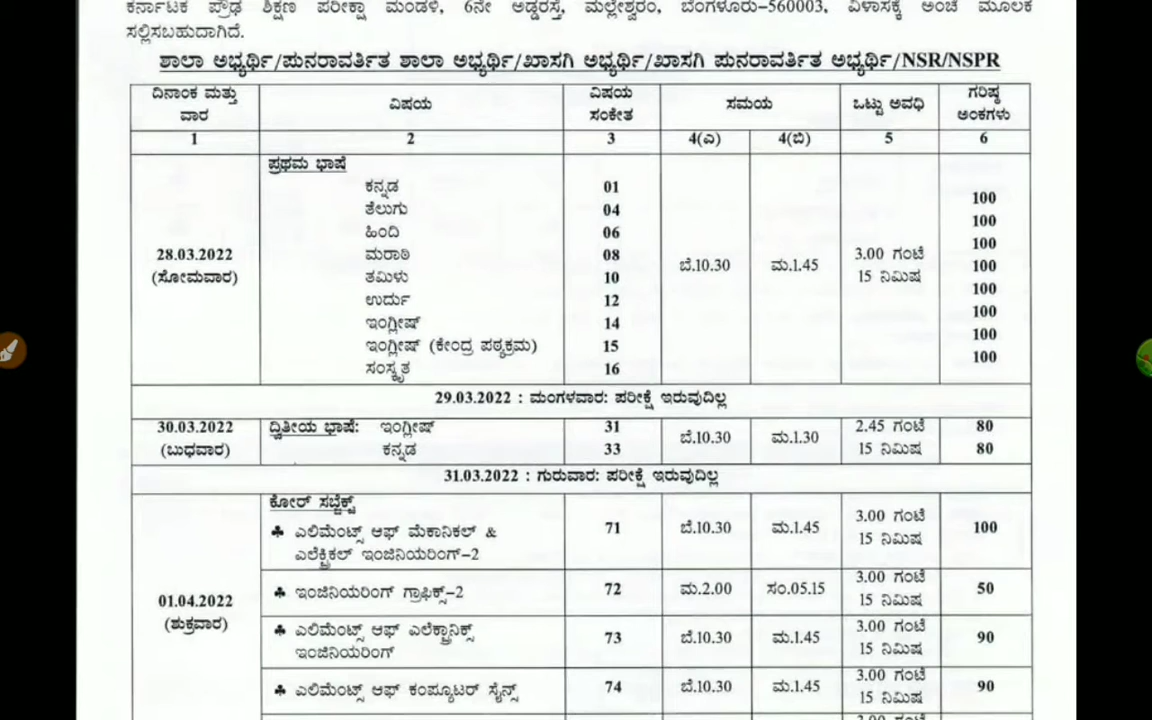 ಕರ್ನಾಟಕ ಪ್ರೌಢ ಶಿಕ್ಷಣ ಪರೀಕ್ಷಾ ಮಂಡಳಿ, 6ನೇ ಅಡ್ಡರಸ್ತೆ, ಮಲ್ಲೇಶ್ವರಂ, ಬೆಂಗಳೂರು-560003, ವಿಳಾಸಕ್ಕೆ ಅಂಚೆ ಮೂಲಕ
ಸಲ್ಲಿಸಬಹುದಾಗಿದೆ.
ಶಾಲಾ ಅಭ್ಯರ್ಥಿ/ಪುನರಾವರ್ತಿತ ಶಾಲಾ ಅಭ್ಯರ್ಥಿ/ಖಾಸಗಿ ಅಭ್ಯರ್ಥಿ/ಖಾಸಗಿ ಪುನರಾವರ್ತಿತ ಅಭ್ಯರ್ಥಿ/NSR/NSPR
ದಿನಾಂಕ ಮತ್ತು ವಿಷಯ ವಿಷಯ ಸಮಯ ಒಟ್ಟು ಅವಧಿ ಗರಿಷ್ಠ
ವಾರ ಸಂಕೇತ ಅಂಕಗಳು
1 2 3 4(ಎ) 4(ಬಿ) 5 6
ಪ್ರಥಮ ಭಾಷೆ
ಕನ್ನಡ 01 100
ತೆಲುಗು 04 100
ಹಿಂದಿ 06 100
28.03.2022 ಮರಾಠಿ 08 ಬೆ.10.30 ಮ.1.45 3.00 ಗಂಟೆ 100
(ಸೋಮವಾರ) ತಮಿಳು 10 15 ನಿಮಿಷ 100
ಉರ್ದು 12 100
ಇಂಗ್ಲೀಷ್ 14 100
ಇಂಗ್ಲೀಷ್ (ಕೇಂದ್ರ ಪಠ್ಯಕ್ರಮ) 15 100
ಸಂಸ್ಕೃತ 16
29.03.2022 : ಮಂಗಳವಾರ: ಪರೀಕ್ಷೆ ಇರುವುದಿಲ್ಲ
30.03.2022 ದ್ವಿತೀಯ ಭಾಷೆ: ಇಂಗ್ಲೀಷ್ 31 ಬೆ.10.30 ಮ.1.30 2.45 ಗಂಟೆ 80
(ಬುಧವಾರ) ಕನ್ನಡ 33 15 ನಿಮಿಷ 80
31.03.2022 : ಗುರುವಾರ: ಪರೀಕ್ಷೆ ಇರುವುದಿಲ್ಲ
ಕೋರ್ ಸಬ್ಜೆಕ್ಟ್
♣ ಎಲಿಮೆಂಟ್ಸ್ ಆಫ್ ಮೆಕಾನಿಕಲ್ & 71 ಬೆ.10.30 ಮ.1.45 3.00 ಗಂಟೆ 100
ಎಲೆಕ್ಟ್ರಿಕಲ್ ಇಂಜಿನಿಯರಿಂಗ್-2 15 ನಿಮಿಷ
01.04.2022 ♣ ಇಂಜಿನಿಯರಿಂಗ್ ಗ್ರಾಫಿಕ್ಸ್-2 72 ಮ.2.00 ಸಂ.05.15 3.00 ಗಂಟೆ 50
(ಶುಕ್ರವಾರ) 15 ನಿಮಿಷ
♣ ಎಲಿಮೆಂಟ್ಸ್ ಆಫ್ ಎಲೆಕ್ಟ್ರಾನಿಕ್ಸ್ 73 ಬೆ.10.30 ಮ.1.45 3.00 ಗಂಟೆ 90
ಇಂಜಿನಿಯರಿಂಗ್ 15 ನಿಮಿಷ
♣ ಎಲಿಮೆಂಟ್ಸ್ ಆಫ್ ಕಂಪ್ಯೂಟರ್ ಸೈನ್ಸ್ 74 ಬೆ.10.30 ಮ.1.45 3.00 ಗಂಟೆ 90
15 ನಿಮಿಷ